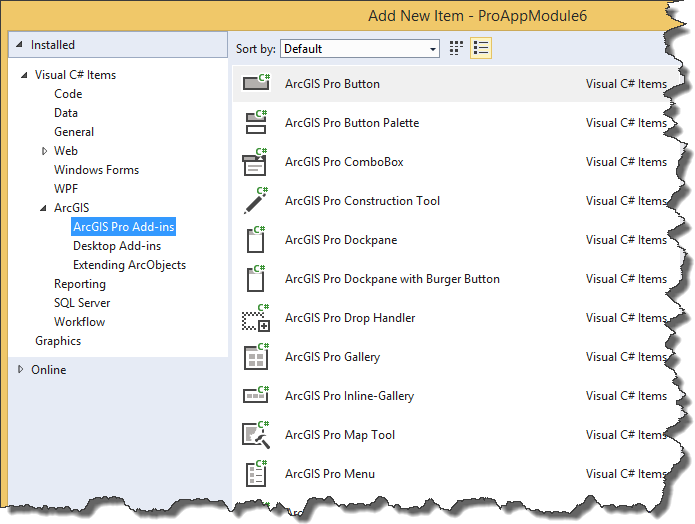 Add New Item - ProAppModule6
Installed
Visual C# Items
Code
Data
General
Web
Windows Forms
WPF
ArcGIS
ArcGIS Pro Add-ins
Desktop Add-ins
Extending ArcObjects
Reporting
SQL Server
Workflow
Graphics
Online
Sort by: Default
C# ArcGIS Pro Button Visual C# Items
C# ArcGIS Pro Button Palette Visual C# Items
C# ArcGIS Pro ComboBox Visual C# Items
C# ArcGIS Pro Construction Tool Visual C# Items
C# ArcGIS Pro Dockpane Visual C# Items
C# ArcGIS Pro Dockpane with Burger Button Visual C# Items
C# ArcGIS Pro Drop Handler Visual C# Items
C# ArcGIS Pro Gallery Visual C# Items
C# ArcGIS Pro Inline-Gallery Visual C# Items
C# ArcGIS Pro Map Tool Visual C# Items
C# ArcGIS Pro Menu Visual C# Items